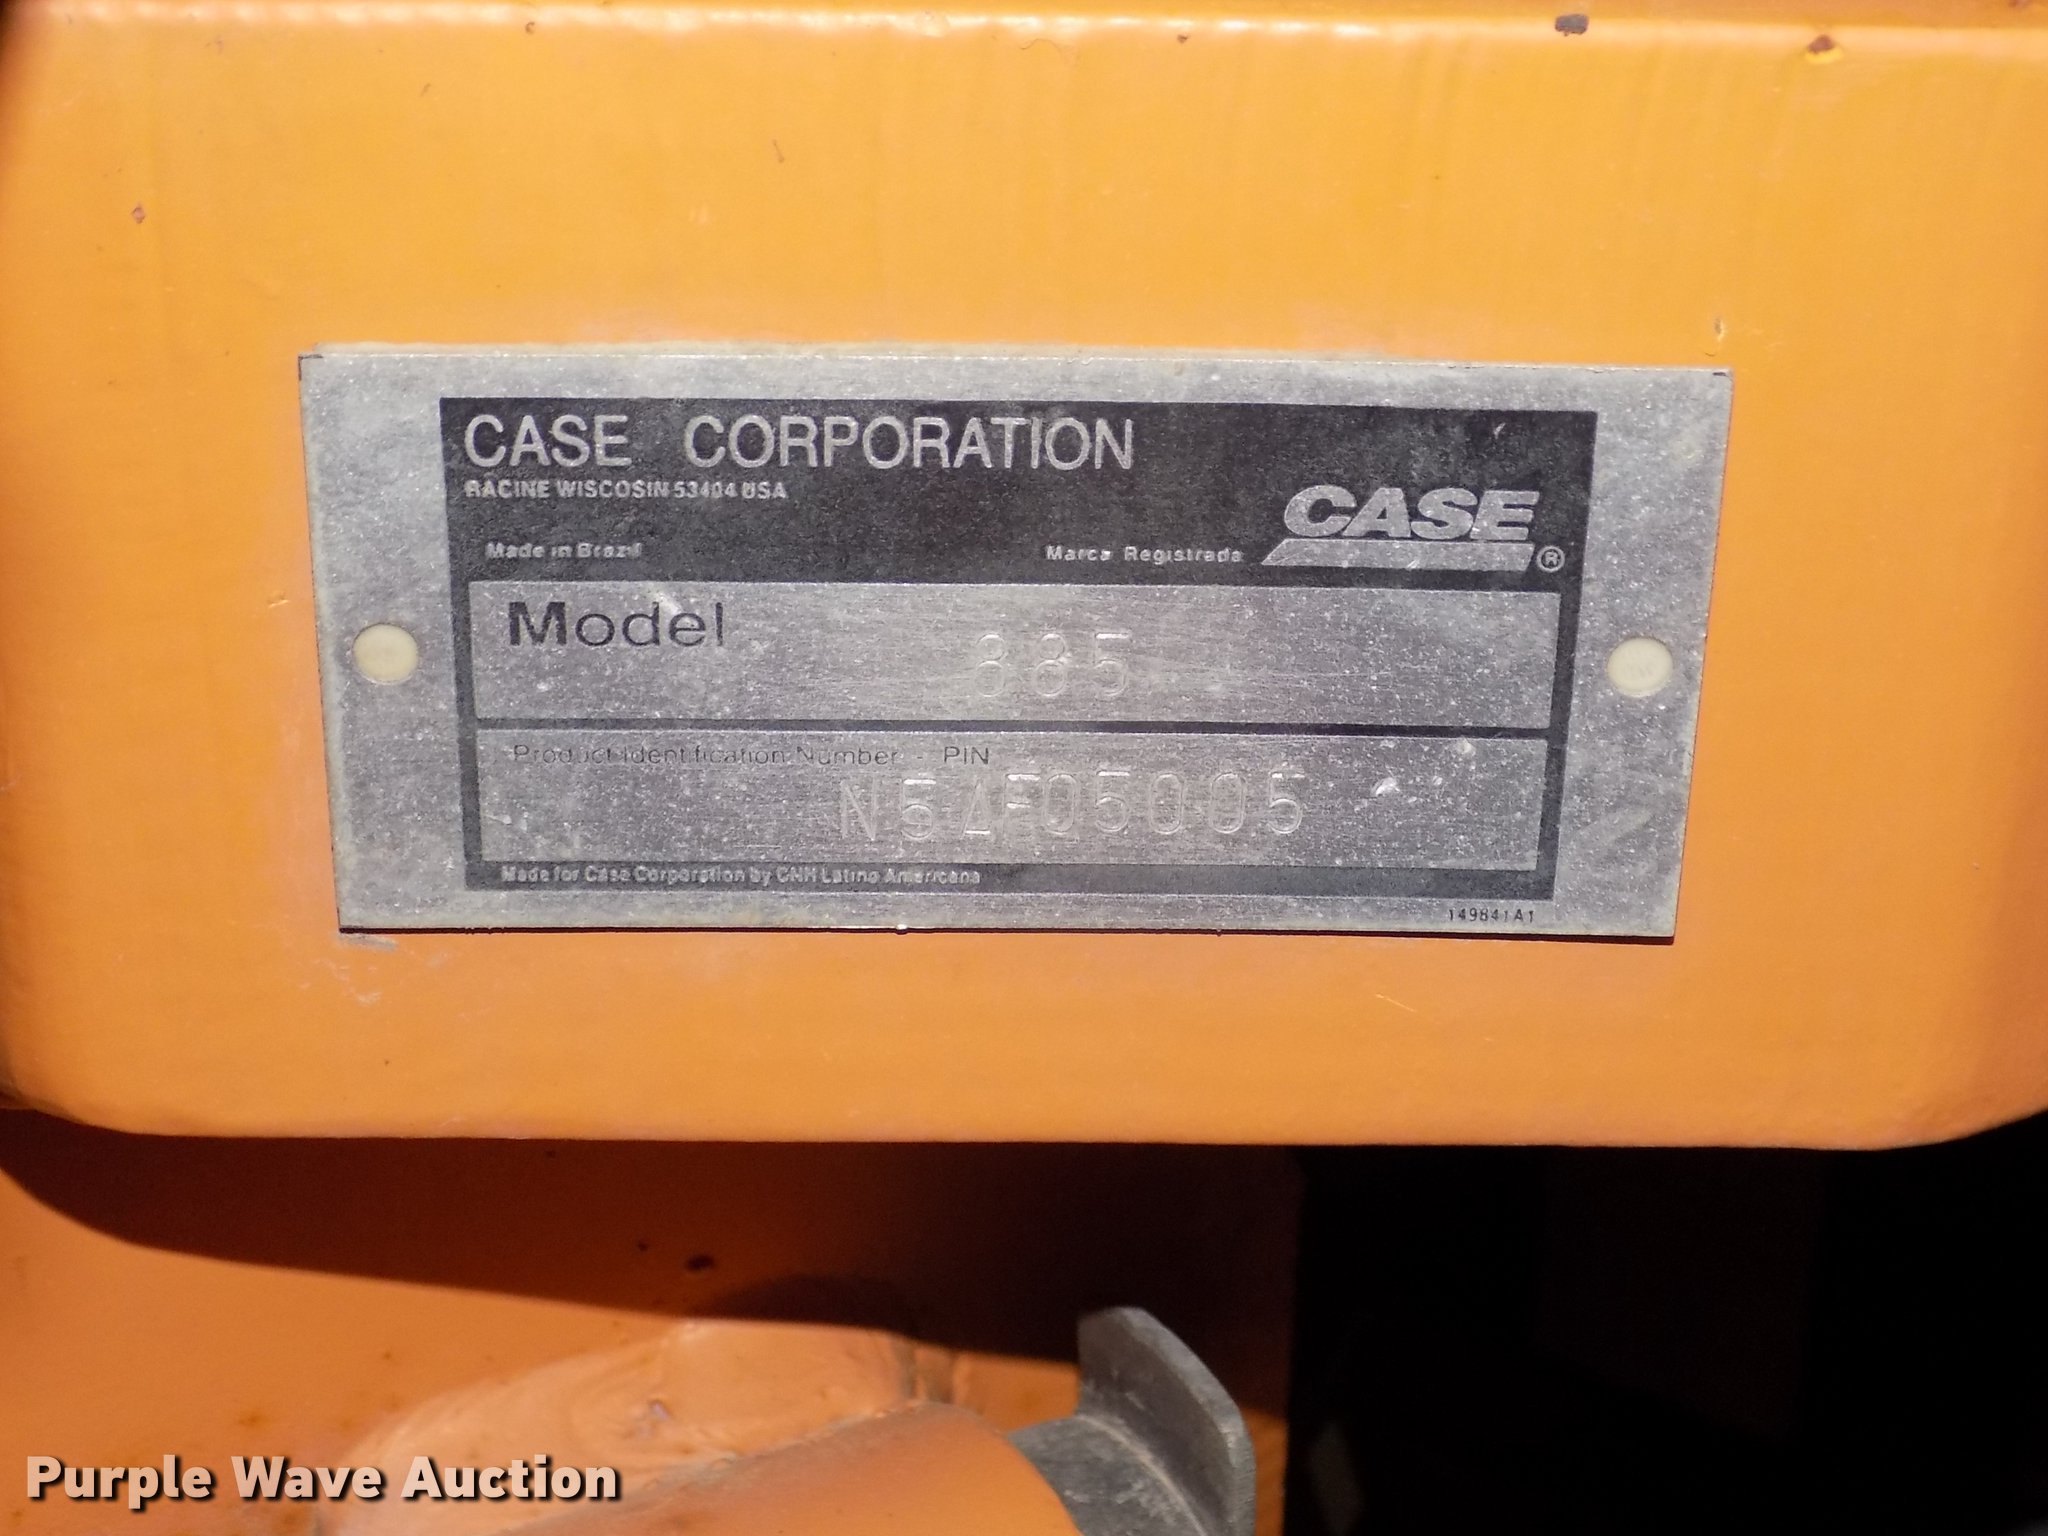 CASE CORPORATION
RACINE WISCOSIN 53404 USA
CASE®
Made in Brazil
Marca Registrada
Model
885
Product Identification Number - PIN
N5AF05005
Made for Case Corporation by CNH Latino Americana
149841A1
Purple Wave Auction